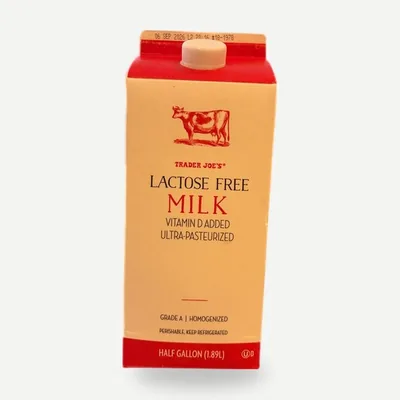 TRADER JOE'S®
LACTOSE FREE
MILK
VITAMIN D ADDED
ULTRA-PASTEURIZED
GRADE A | HOMOGENIZED
PERISHABLE, KEEP REFRIGERATED
HALF GALLON (1.89L)